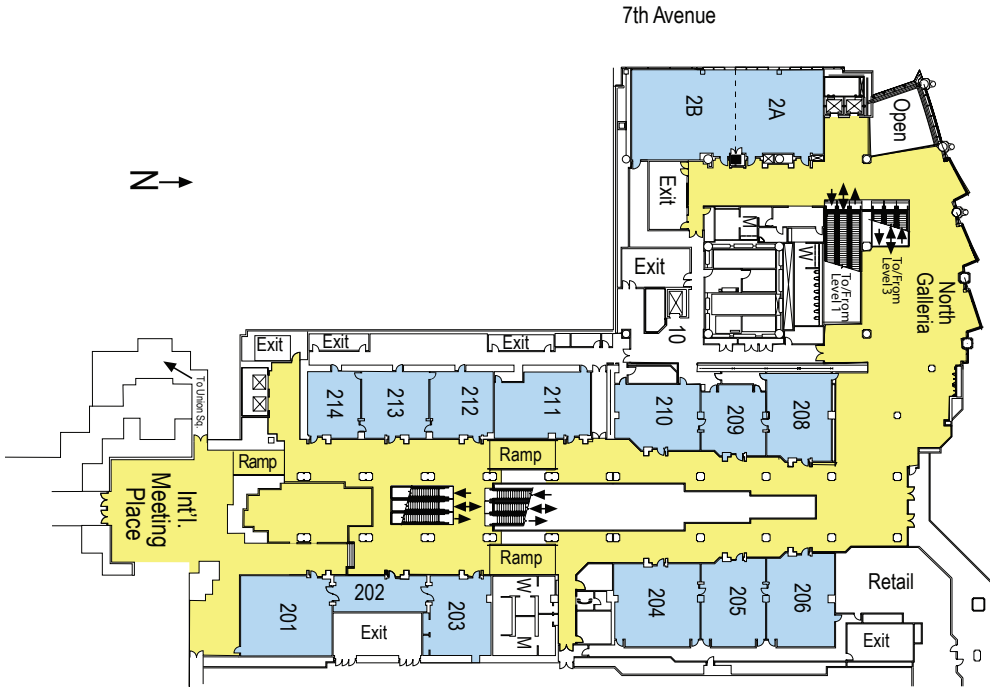 7th Avenue
2B
2A
Open
N
Exit
M
W
Exit
To/From
Level 1
To/From
Level 3
North
Galleria
10
Exit
Exit
Exit
To Union Sq.
214
213
212
211
210
209
208
Ramp
Ramp
Int'l.
Meeting
Place
Ramp
201
202
203
Exit
W
M
204
205
206
Retail
Exit